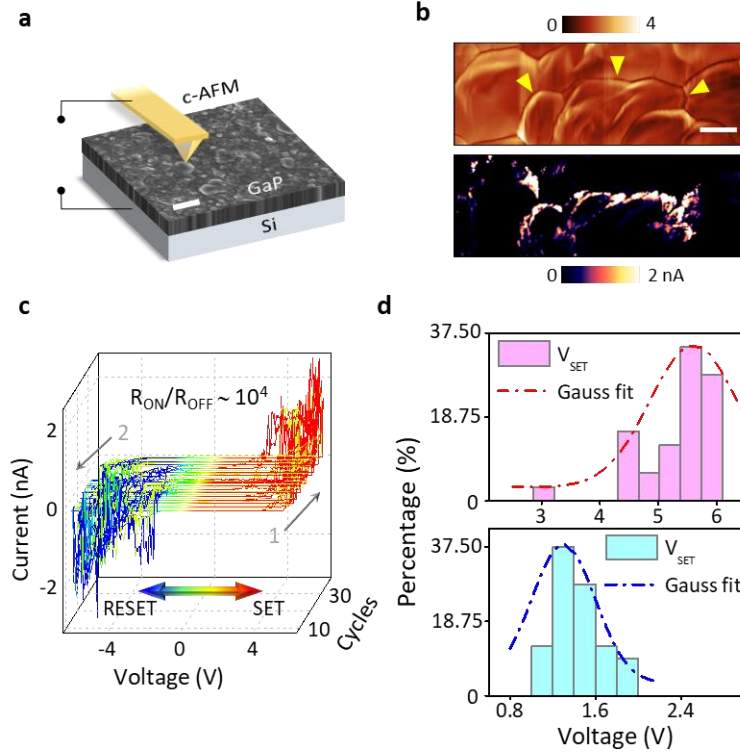 a
c-AFM
GaP
Si
b
0 4
0 2 nA
c
R_ON/R_OFF ~ 10⁴
2
1
2
0
-2
Current (nA)
RESET SET
-4 0 4
Voltage (V)
10 30
Cycles
d
Percentage (%)
37.50
18.75
0
V_SET
Gauss fit
3 4 5 6
37.50
18.75
0
V_SET
Gauss fit
0.8 1.6 2.4
Voltage (V)